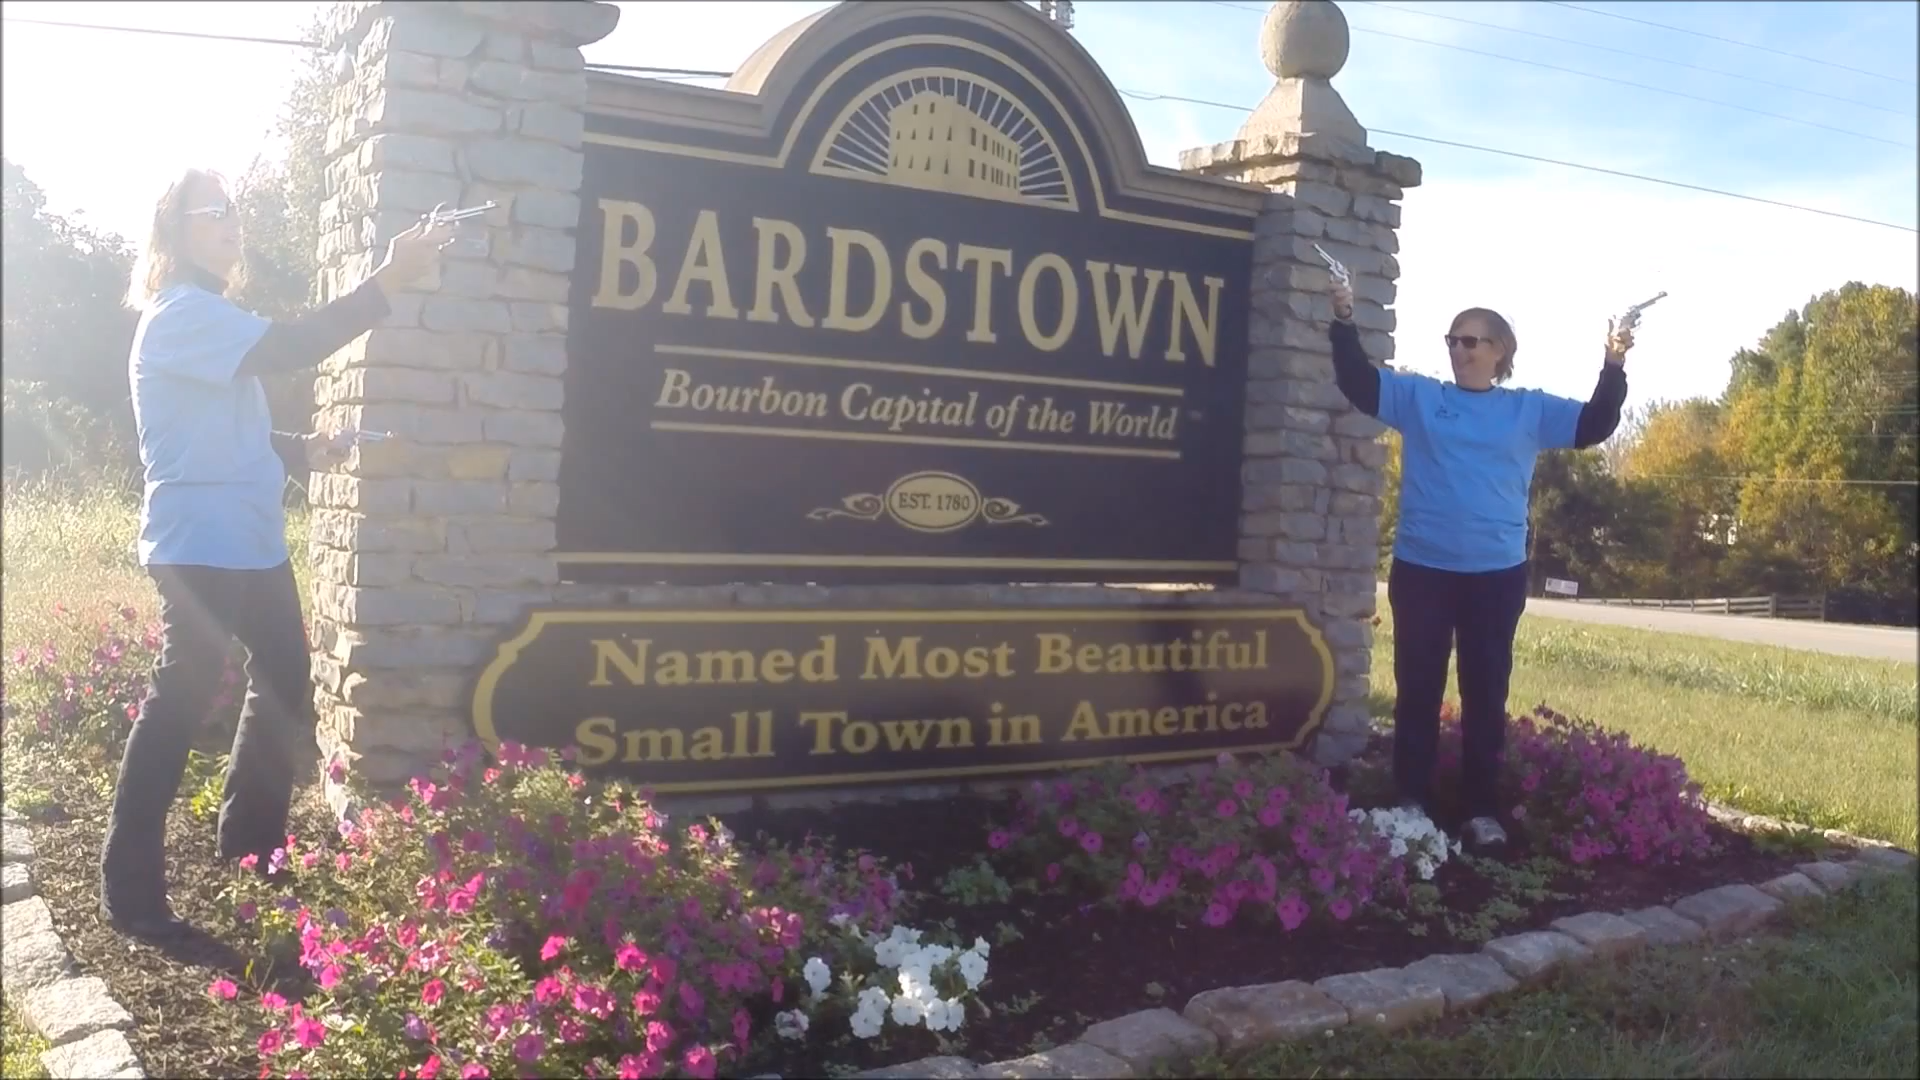 BARDSTOWN
Bourbon Capital of the World
EST. 1780
Named Most Beautiful
Small Town in America